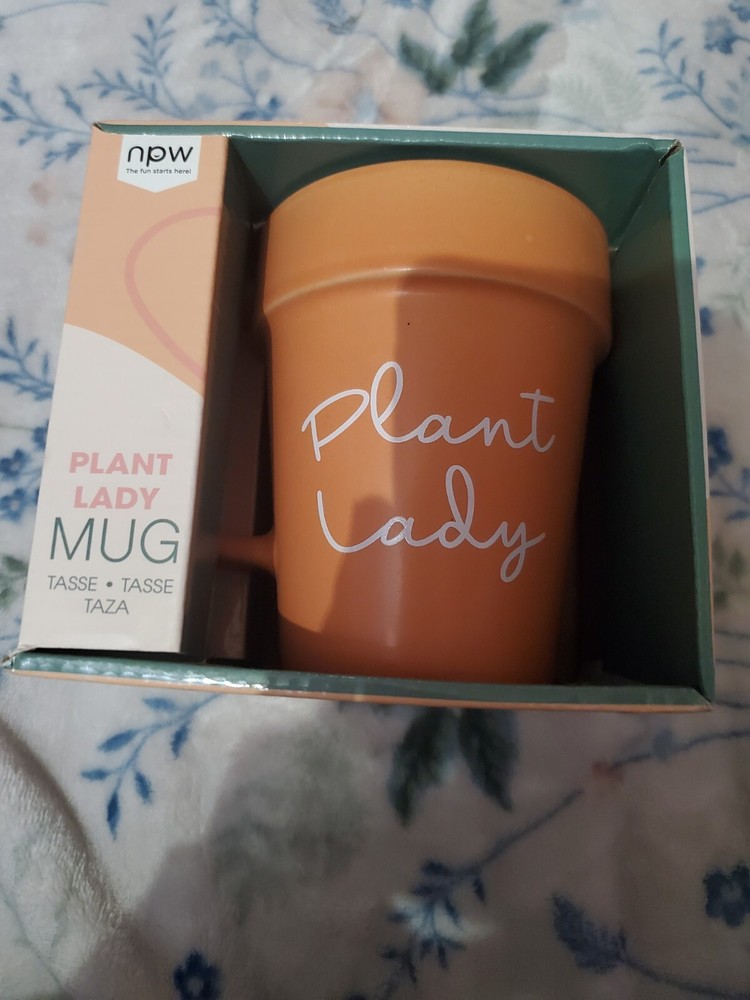 npw
The fun starts here!
PLANT
LADY
MUG
TASSE • TASSE
TAZA
Plant
Lady